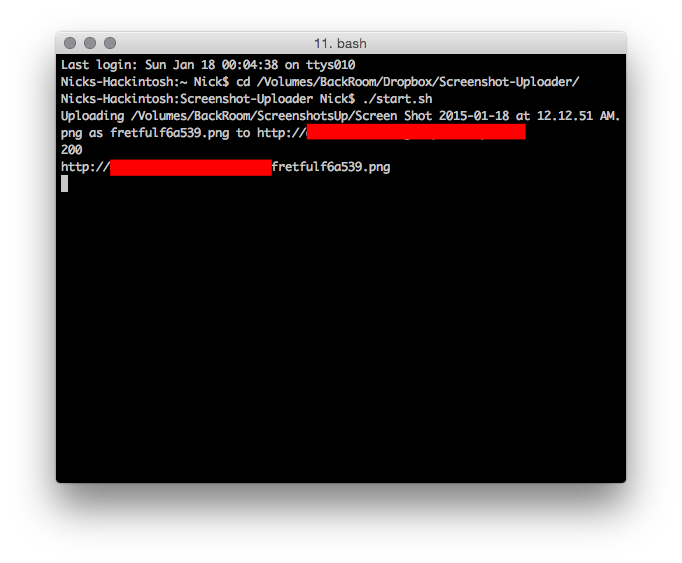 11. bash
Last login: Sun Jan 18 00:04:38 on ttys010
Nicks-Hackintosh:~ Nick$ cd /Volumes/BackRoom/Dropbox/Screenshot-Uploader/
Nicks-Hackintosh:Screenshot-Uploader Nick$ ./start.sh
Uploading /Volumes/BackRoom/ScreenshotsUp/Screen Shot 2015-01-18 at 12.12.51 AM.
png as fretfulf6a539.png to http://
200
http:// fretfulf6a539.png